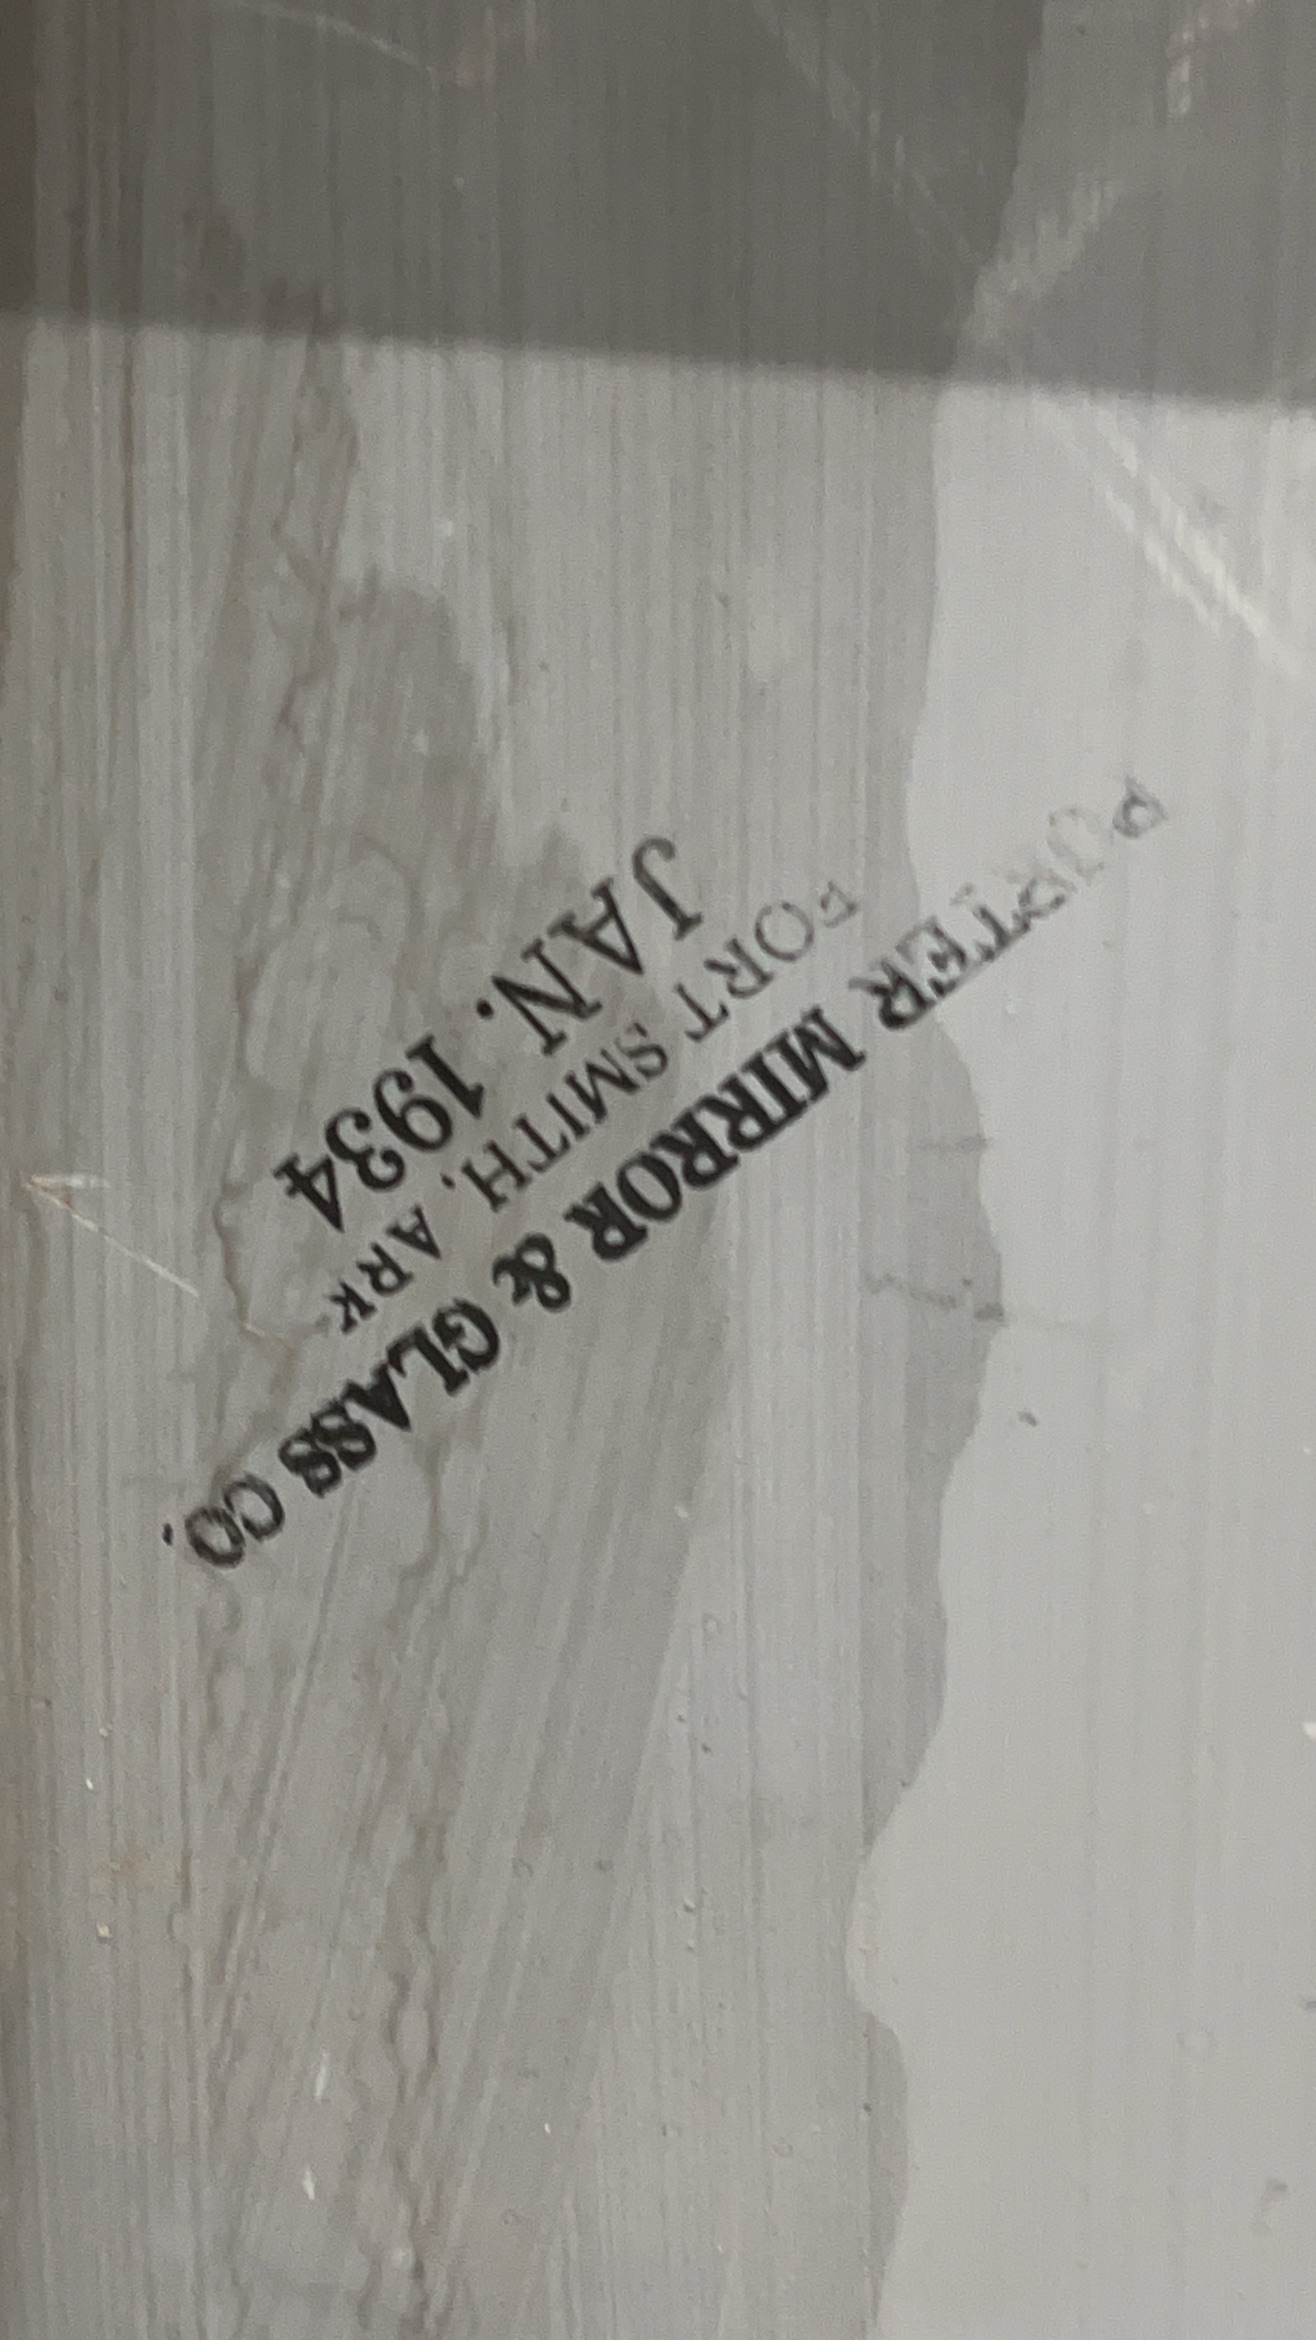 PORTER MIRROR & GLASS CO.
FORT SMITH, ARK
JAN. 1934